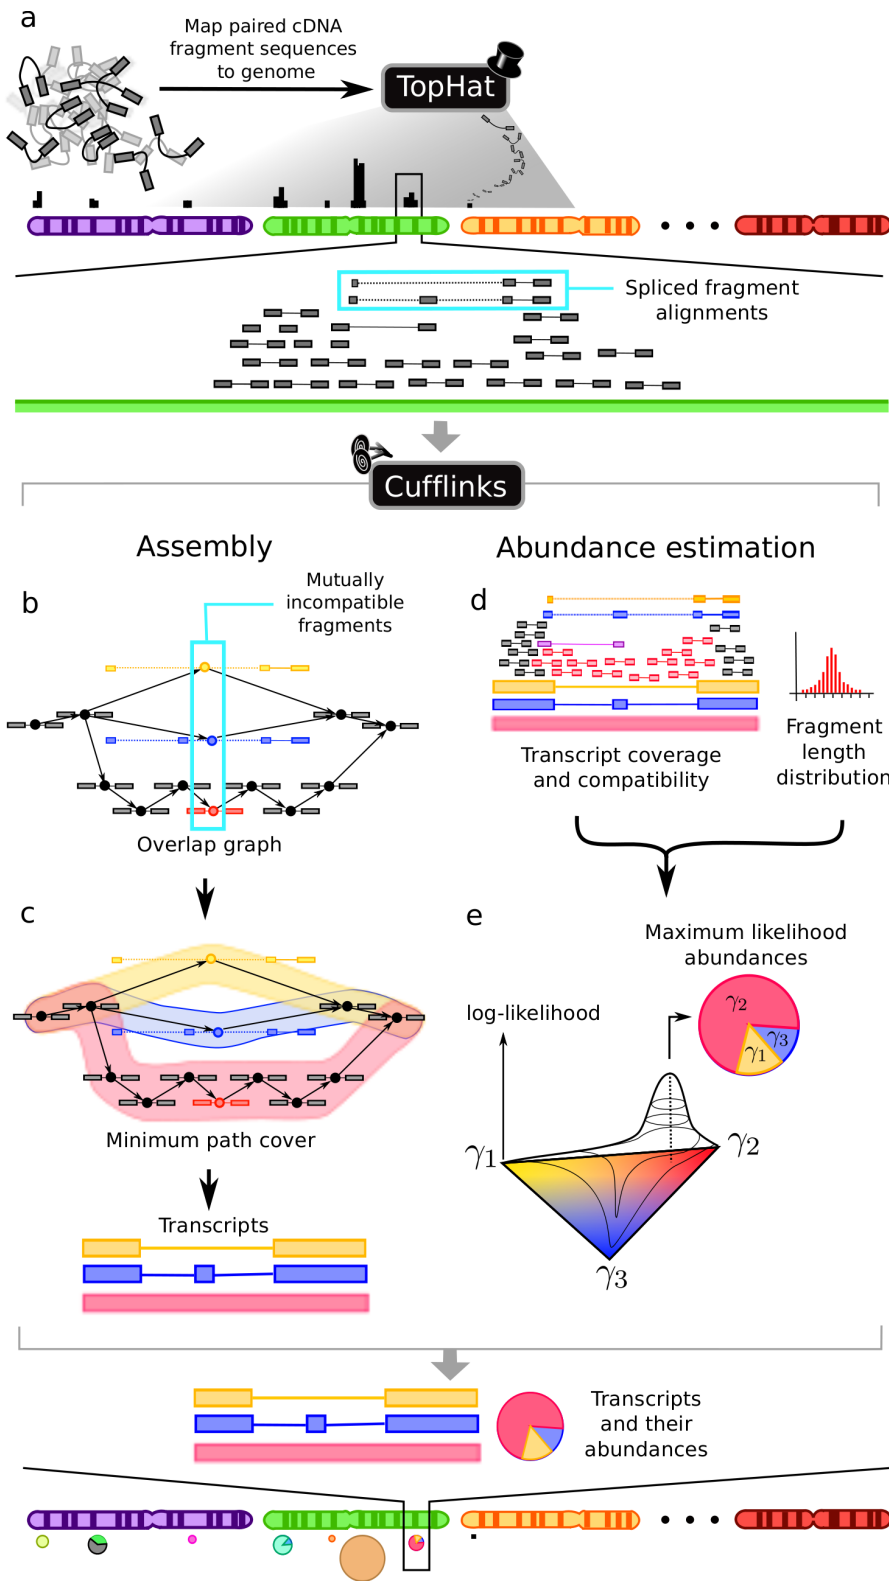 a
Map paired cDNA
fragment sequences
to genome
TopHat
Spliced fragment
alignments
Cufflinks
Assembly
Abundance estimation
b
Mutually
incompatible
fragments
Overlap graph
d
Transcript coverage
and compatibility
Fragment
length
distribution
c
Minimum path cover
Transcripts
e
Maximum likelihood
abundances
log-likelihood
γ2
γ3
γ1
γ1
γ2
γ3
Transcripts
and their
abundances